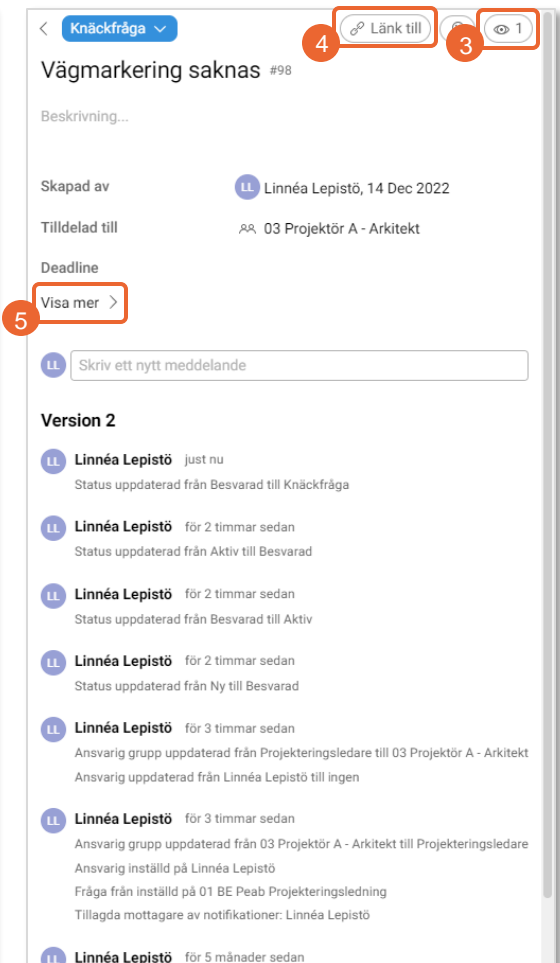 Knäckfråga
Länk till
1
4
3
Vägmarkering saknas #98
Beskrivning...
Skapad av
LL Linnéa Lepistö, 14 Dec 2022
Tilldelad till
03 Projektör A - Arkitekt
Deadline
Visa mer
5
LL Skriv ett nytt meddelande
Version 2
LL Linnéa Lepistö just nu
Status uppdaterad från Besvarad till Knäckfråga
LL Linnéa Lepistö för 2 timmar sedan
Status uppdaterad från Aktiv till Besvarad
LL Linnéa Lepistö för 2 timmar sedan
Status uppdaterad från Besvarad till Aktiv
LL Linnéa Lepistö för 2 timmar sedan
Status uppdaterad från Ny till Besvarad
LL Linnéa Lepistö för 3 timmar sedan
Ansvarig grupp uppdaterad från Projekteringsledare till 03 Projektör A - Arkitekt
Ansvarig uppdaterad från Linnéa Lepistö till ingen
LL Linnéa Lepistö för 3 timmar sedan
Ansvarig grupp uppdaterad från 03 Projektör A - Arkitekt till Projekteringsledare
Ansvarig inställd på Linnéa Lepistö
Fråga från inställd på 01 BE Peab Projekteringsledning
Tillagda mottagare av notifikationer: Linnéa Lepistö
LL Linnéa Lepistö för 5 månader sedan